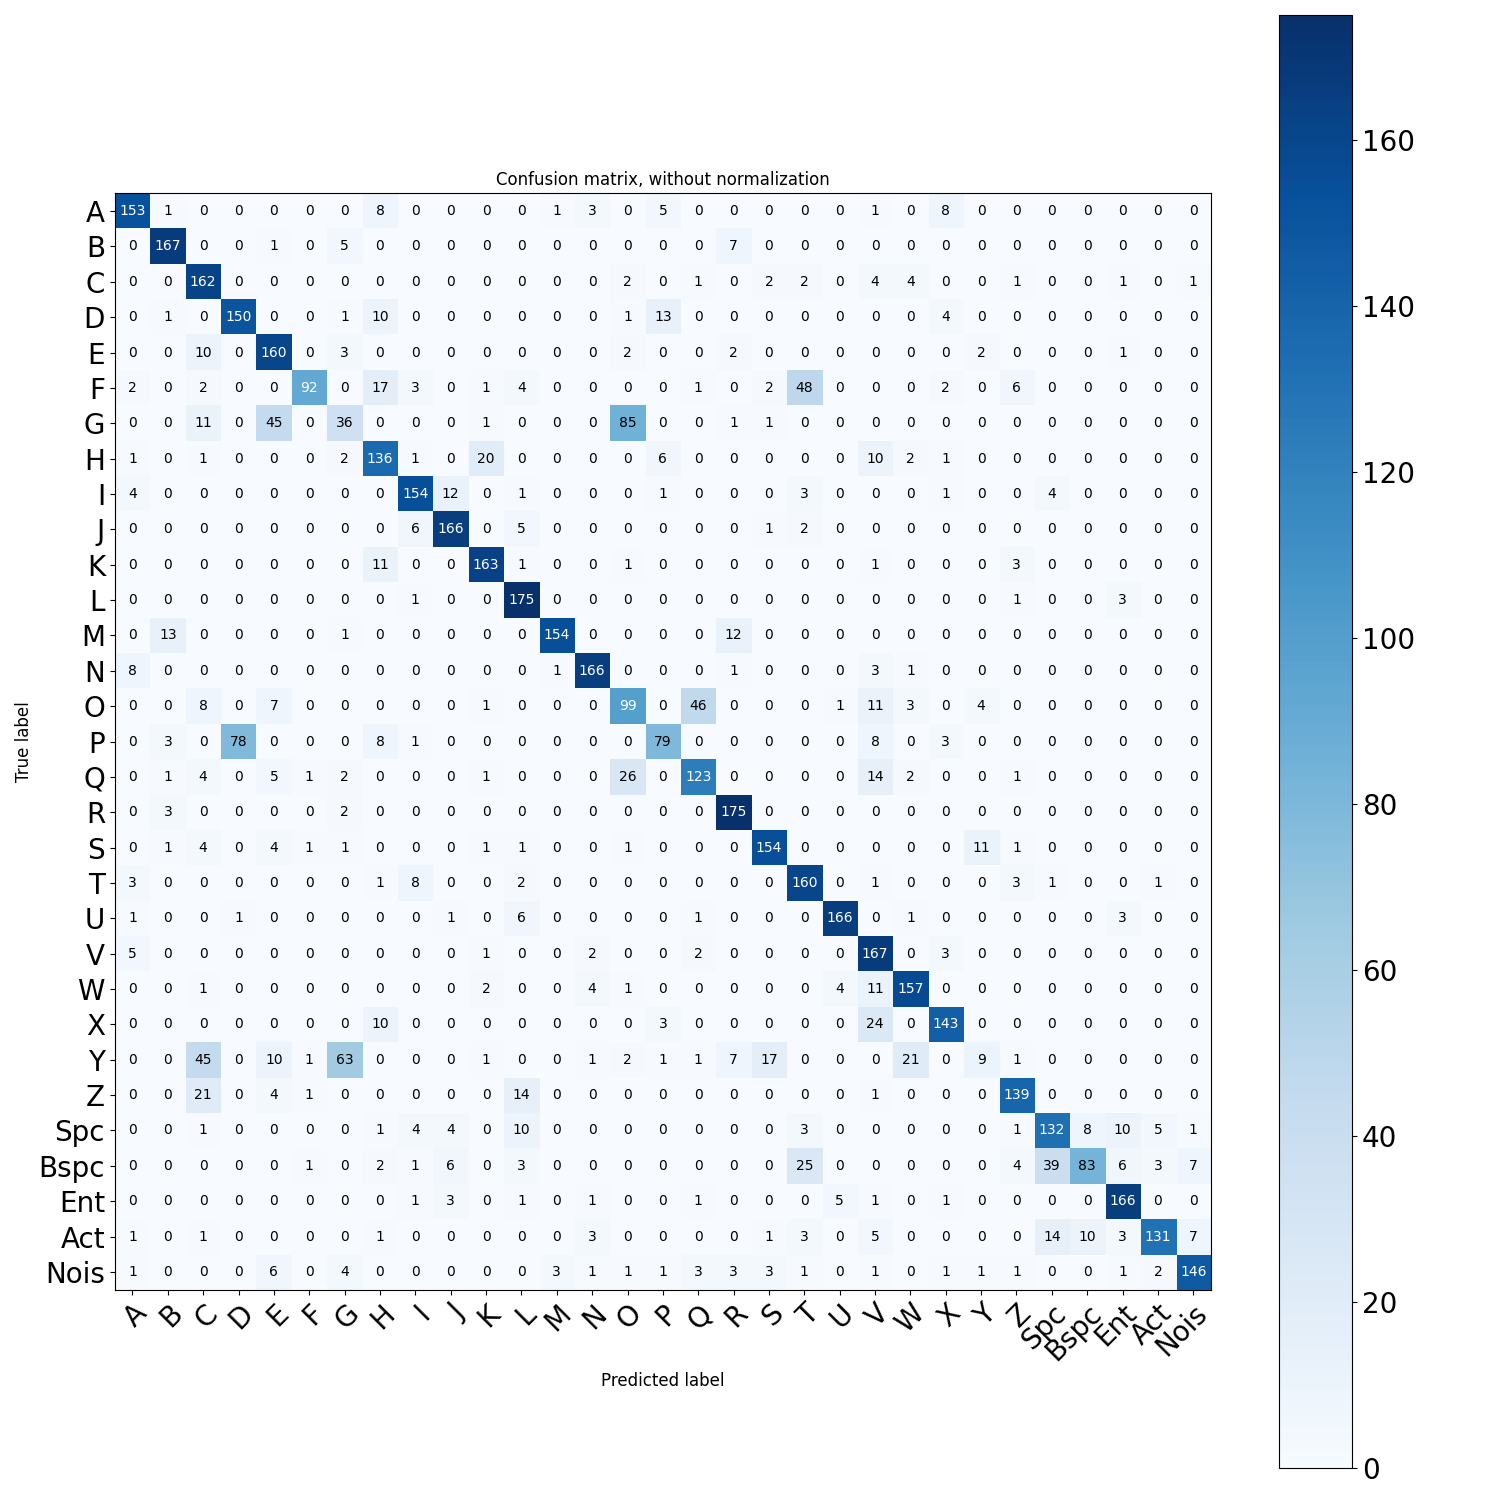 Confusion matrix, without normalization
A 153 1 0 0 0 0 0 8 0 0 0 0 1 3 0 5 0 0 0 0 0 1 0 8 0 0 0 0 0 0 0
B 0 167 0 0 1 0 5 0 0 0 0 0 0 0 0 0 0 7 0 0 0 0 0 0 0 0 0 0 0 0 0
C 0 0 162 0 0 0 0 0 0 0 0 0 0 0 2 0 1 0 2 2 0 4 4 0 0 1 0 0 1 0 1
D 0 1 0 150 0 0 1 10 0 0 0 0 0 0 1 13 0 0 0 0 0 0 0 4 0 0 0 0 0 0 0
E 0 0 10 0 160 0 3 0 0 0 0 0 0 0 2 0 0 2 0 0 0 0 0 0 2 0 0 0 1 0 0
F 2 0 2 0 0 92 0 17 3 0 1 4 0 0 0 0 1 0 2 48 0 0 0 2 0 6 0 0 0 0 0
G 0 0 11 0 45 0 36 0 0 0 1 0 0 0 85 0 0 1 1 0 0 0 0 0 0 0 0 0 0 0 0
H 1 0 1 0 0 0 2 136 1 0 20 0 0 0 0 6 0 0 0 0 0 10 2 1 0 0 0 0 0 0 0
I 4 0 0 0 0 0 0 0 154 12 0 1 0 0 0 1 0 0 0 3 0 0 0 1 0 0 4 0 0 0 0
J 0 0 0 0 0 0 0 0 6 166 0 5 0 0 0 0 0 0 1 2 0 0 0 0 0 0 0 0 0 0 0
K 0 0 0 0 0 0 0 11 0 0 163 1 0 0 1 0 0 0 0 0 0 1 0 0 0 3 0 0 0 0 0
L 0 0 0 0 0 0 0 0 1 0 0 175 0 0 0 0 0 0 0 0 0 0 0 0 0 1 0 0 3 0 0
M 0 13 0 0 0 0 1 0 0 0 0 0 154 0 0 0 0 12 0 0 0 0 0 0 0 0 0 0 0 0 0
N 8 0 0 0 0 0 0 0 0 0 0 0 1 166 0 0 0 1 0 0 0 3 1 0 0 0 0 0 0 0 0
O 0 0 8 0 7 0 0 0 0 0 1 0 0 0 99 0 46 0 0 0 1 11 3 0 4 0 0 0 0 0 0
P 0 3 0 78 0 0 0 8 1 0 0 0 0 0 0 79 0 0 0 0 0 8 0 3 0 0 0 0 0 0 0
Q 0 1 4 0 5 1 2 0 0 0 1 0 0 0 26 0 123 0 0 0 0 14 2 0 0 1 0 0 0 0 0
R 0 3 0 0 0 0 2 0 0 0 0 0 0 0 0 0 0 175 0 0 0 0 0 0 0 0 0 0 0 0 0
S 0 1 4 0 4 1 1 0 0 0 1 1 0 0 1 0 0 0 154 0 0 0 0 0 11 1 0 0 0 0 0
T 3 0 0 0 0 0 0 1 8 0 0 2 0 0 0 0 0 0 0 160 0 1 0 0 0 3 1 0 0 1 0
U 1 0 0 1 0 0 0 0 0 1 0 6 0 0 0 0 1 0 0 0 166 0 1 0 0 0 0 0 3 0 0
V 5 0 0 0 0 0 0 0 0 0 1 0 0 2 0 0 2 0 0 0 0 167 0 3 0 0 0 0 0 0 0
W 0 0 1 0 0 0 0 0 0 0 2 0 0 4 1 0 0 0 0 0 4 11 157 0 0 0 0 0 0 0 0
X 0 0 0 0 0 0 0 10 0 0 0 0 0 0 0 3 0 0 0 0 0 24 0 143 0 0 0 0 0 0 0
Y 0 0 45 0 10 1 63 0 0 0 1 0 0 1 2 1 1 7 17 0 0 0 21 0 9 1 0 0 0 0 0
Z 0 0 21 0 4 1 0 0 0 0 0 14 0 0 0 0 0 0 0 0 0 1 0 0 0 139 0 0 0 0 0
Spc 0 0 1 0 0 0 0 1 4 4 0 10 0 0 0 0 0 0 0 3 0 0 0 0 0 1 132 8 10 5 1
Bspc 0 0 0 0 0 1 0 2 1 6 0 3 0 0 0 0 0 0 0 25 0 0 0 0 0 4 39 83 6 3 7
Ent 0 0 0 0 0 0 0 0 1 3 0 1 0 1 0 0 1 0 0 0 5 1 0 1 0 0 0 0 166 0 0
Act 1 0 1 0 0 0 0 1 0 0 0 0 0 3 0 0 0 0 1 3 0 5 0 0 0 0 14 10 3 131 7
Nois 1 0 0 0 6 0 4 0 0 0 0 0 3 1 1 1 3 3 3 1 0 1 0 1 1 1 0 0 1 2 146
A B C D E F G H I J K L M N O P Q R S T U V W X Y Z Spc Bspc Ent Act Nois
Predicted label
True label
160
140
120
100
80
60
40
20
0